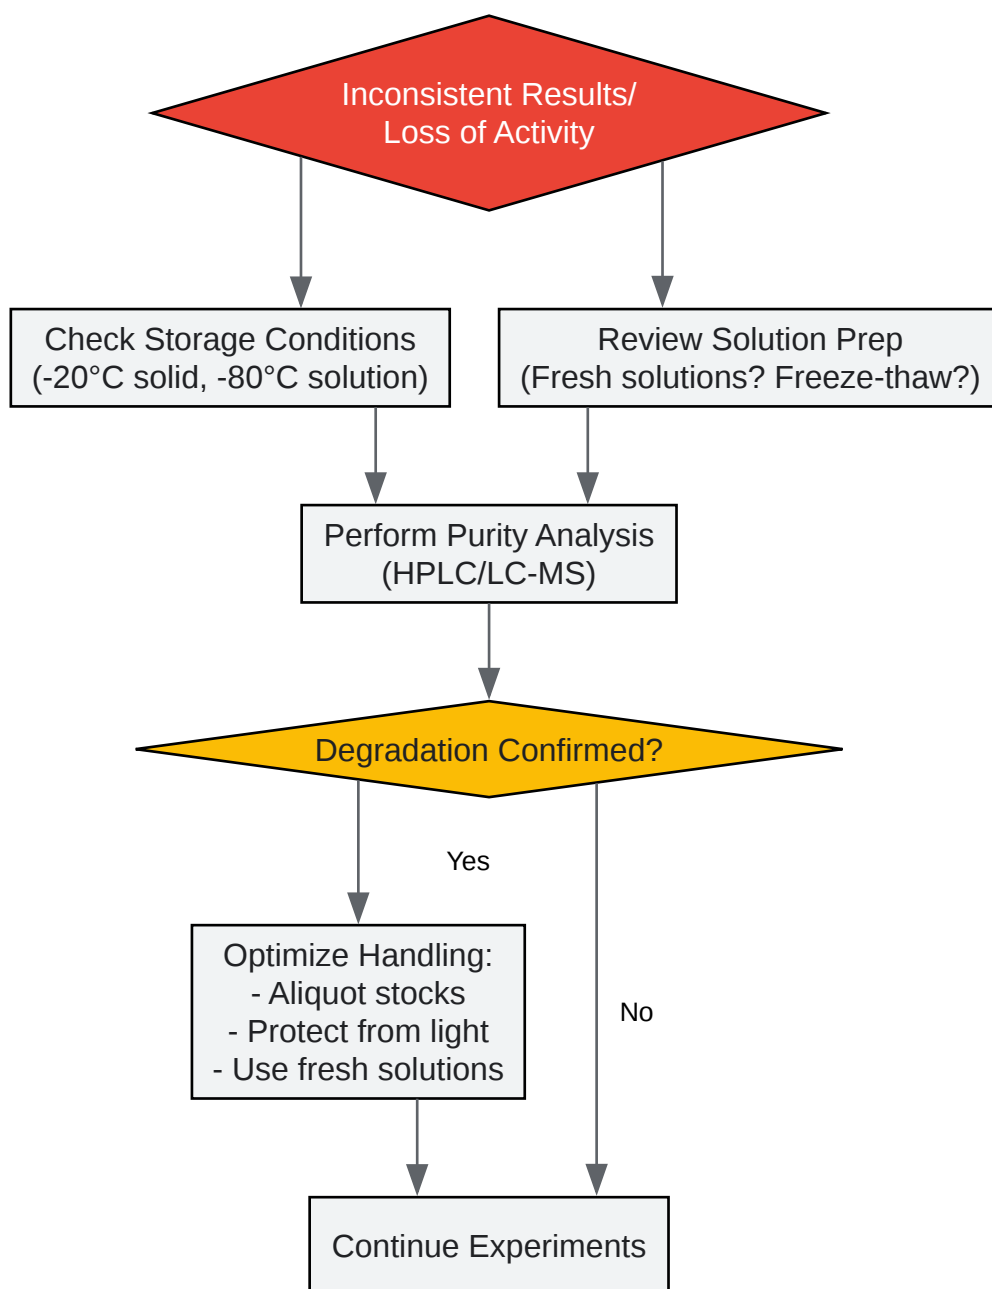 Inconsistent Results/
Loss of Activity
Check Storage Conditions
(-20°C solid, -80°C solution)
Review Solution Prep
(Fresh solutions? Freeze-thaw?)
Perform Purity Analysis
(HPLC/LC-MS)
Degradation Confirmed?
Yes
Optimize Handling:
- Aliquot stocks
- Protect from light
- Use fresh solutions
No
Continue Experiments